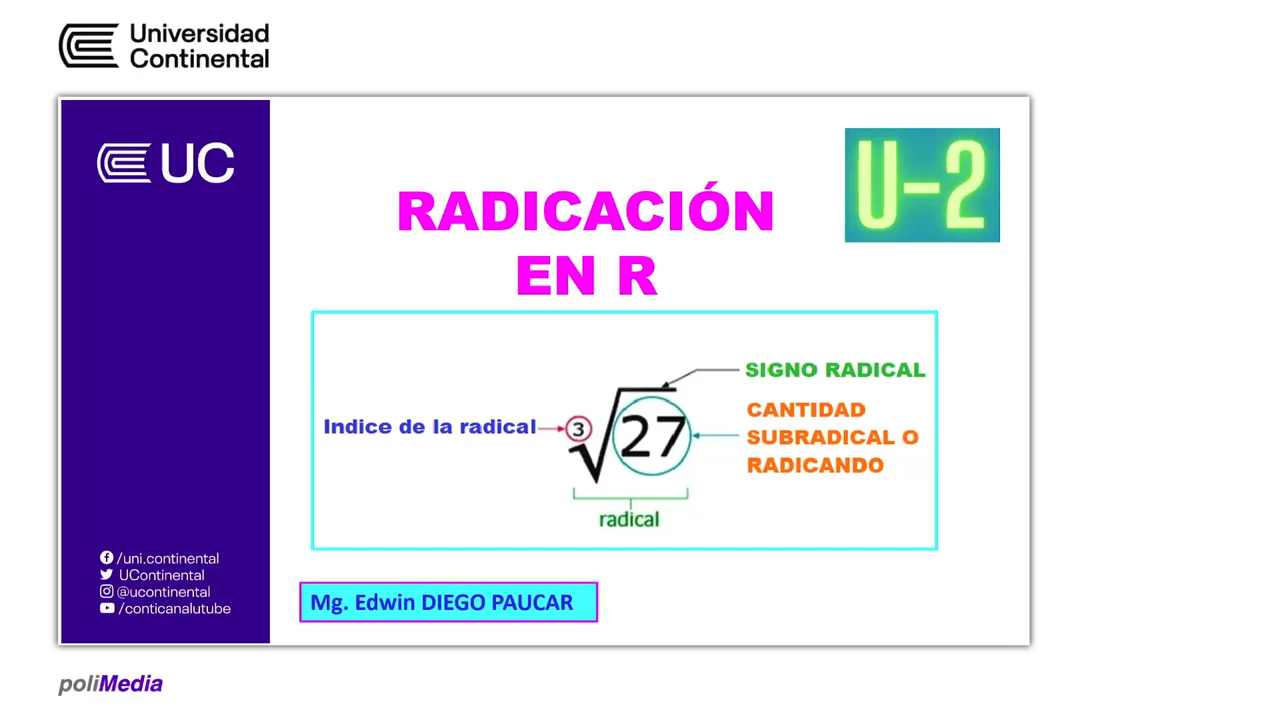 Universidad
Continental
UC
U-2
RADICACIÓN
EN R
SIGNO RADICAL
Indice de la radical
3
27
CANTIDAD
SUBRADICAL O
RADICANDO
radical
/uni.continental
UContinental
@ucontinental
/conticanalutube
Mg. Edwin DIEGO PAUCAR
poliMedia